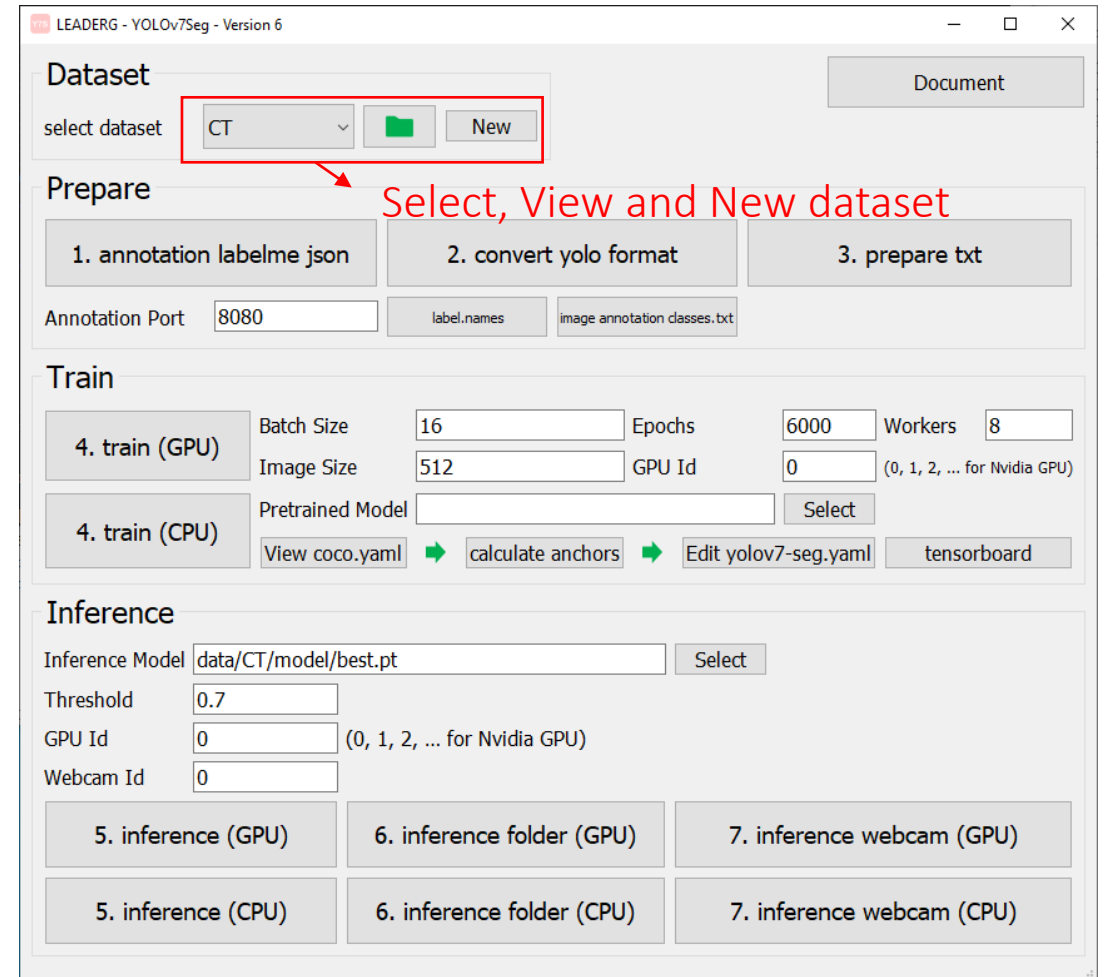 Y7S
LEADERG - YOLOv7Seg - Version 6
Dataset
Document
select dataset CT New
Prepare
Select, View and New dataset
1. annotation labelme json 2. convert yolo format 3. prepare txt
Annotation Port 8080 label.names image annotation classes.txt
Train
4. train (GPU)
Batch Size 16 Epochs 6000 Workers 8
Image Size 512 GPU Id 0 (0, 1, 2, ... for Nvidia GPU)
4. train (CPU)
Pretrained Model Select
View coco.yaml calculate anchors Edit yolov7-seg.yaml tensorboard
Inference
Inference Model data/CT/model/best.pt Select
Threshold 0.7
GPU Id 0 (0, 1, 2, ... for Nvidia GPU)
Webcam Id 0
5. inference (GPU) 6. inference folder (GPU) 7. inference webcam (GPU)
5. inference (CPU) 6. inference folder (CPU) 7. inference webcam (CPU)